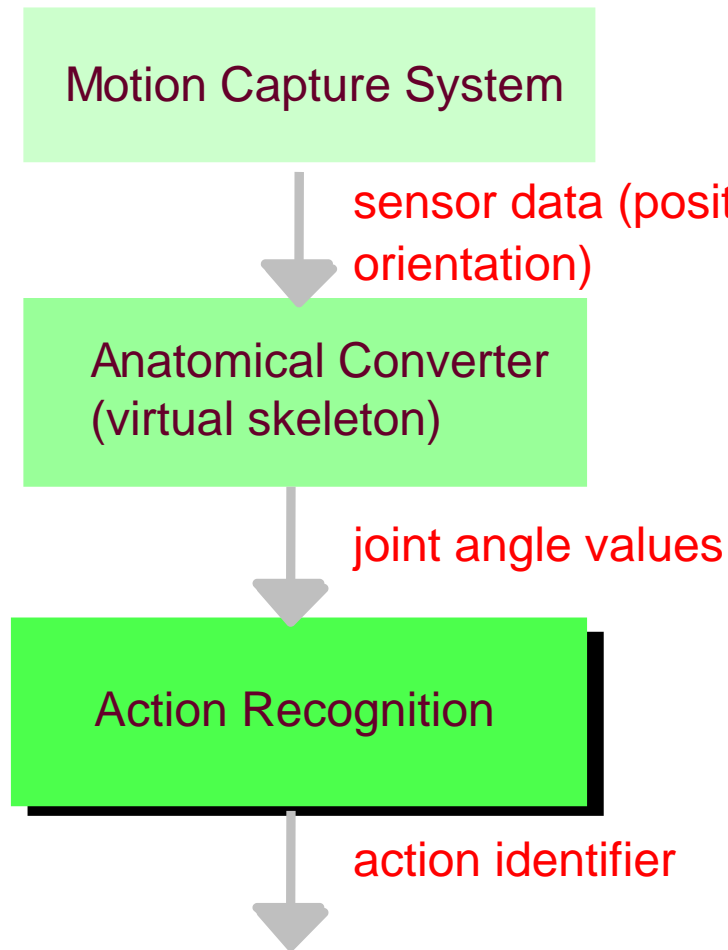 Motion Capture System
sensor data (posit
orientation)
Anatomical Converter
(virtual skeleton)
joint angle values
Action Recognition
action identifier